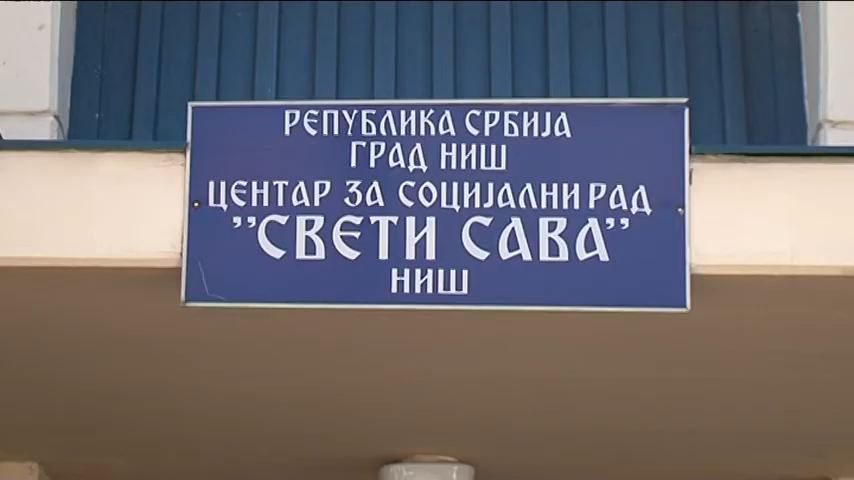 РЕПУБЛИКА СРБИЈА
ГРАД НИШ
ЦЕНТАР ЗА СОЦИЈАЛНИ РАД
"СВЕТИ САВА"
НИШ